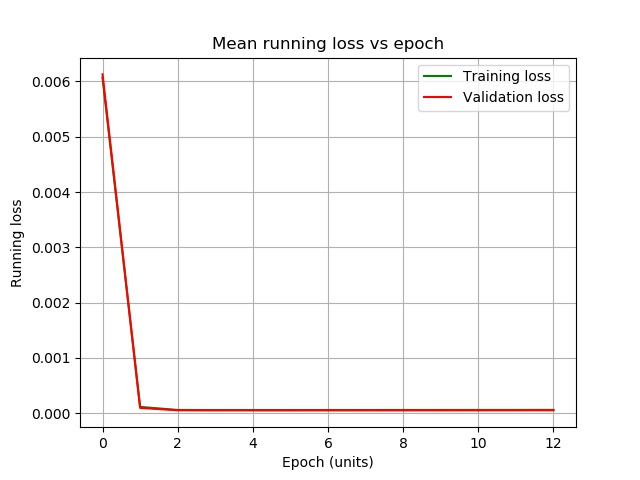 Mean running loss vs epoch
Training loss
Validation loss
0.006
0.005
0.004
0.003
0.002
0.001
0.000
Running loss
0 2 4 6 8 10 12
Epoch (units)